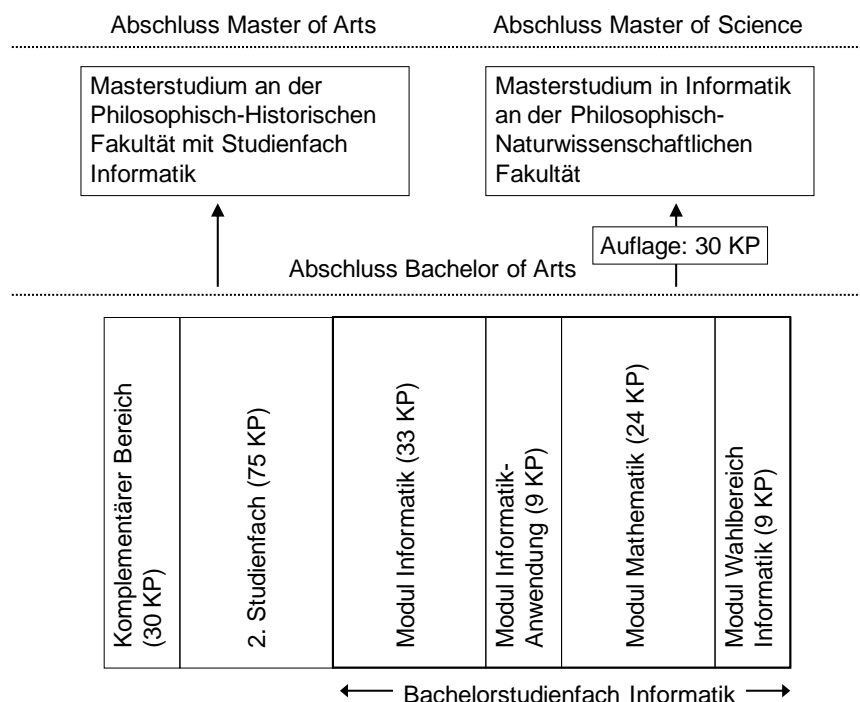 Abschluss Master of Arts
Abschluss Master of Science
Masterstudium an der
Philosophisch-Historischen
Fakultät mit Studienfach
Informatik
Masterstudium in Informatik
an der Philosophisch-
Naturwissenschaftlichen
Fakultät
Auflage: 30 KP
Abschluss Bachelor of Arts
Komplementärer Bereich
(30 KP)
2. Studienfach (75 KP)
Modul Informatik (33 KP)
Modul Informatik-
Anwendung (9 KP)
Modul Mathematik (24 KP)
Modul Wahlbereich
Informatik (9 KP)
Bachelorstudienfach Informatik